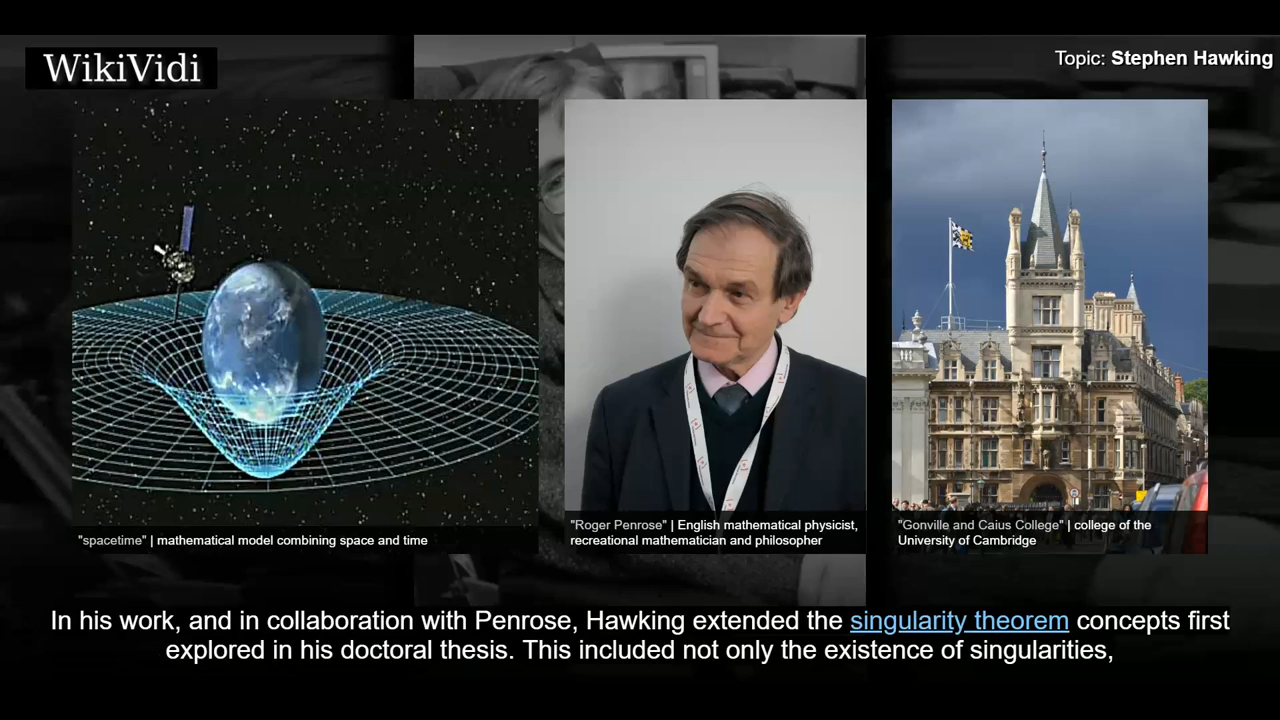 WikiVidi
Topic: Stephen Hawking
"spacetime" | mathematical model combining space and time
"Roger Penrose" | English mathematical physicist,
recreational mathematician and philosopher
"Gonville and Caius College" | college of the
University of Cambridge
In his work, and in collaboration with Penrose, Hawking extended the singularity theorem concepts first
explored in his doctoral thesis. This included not only the existence of singularities,